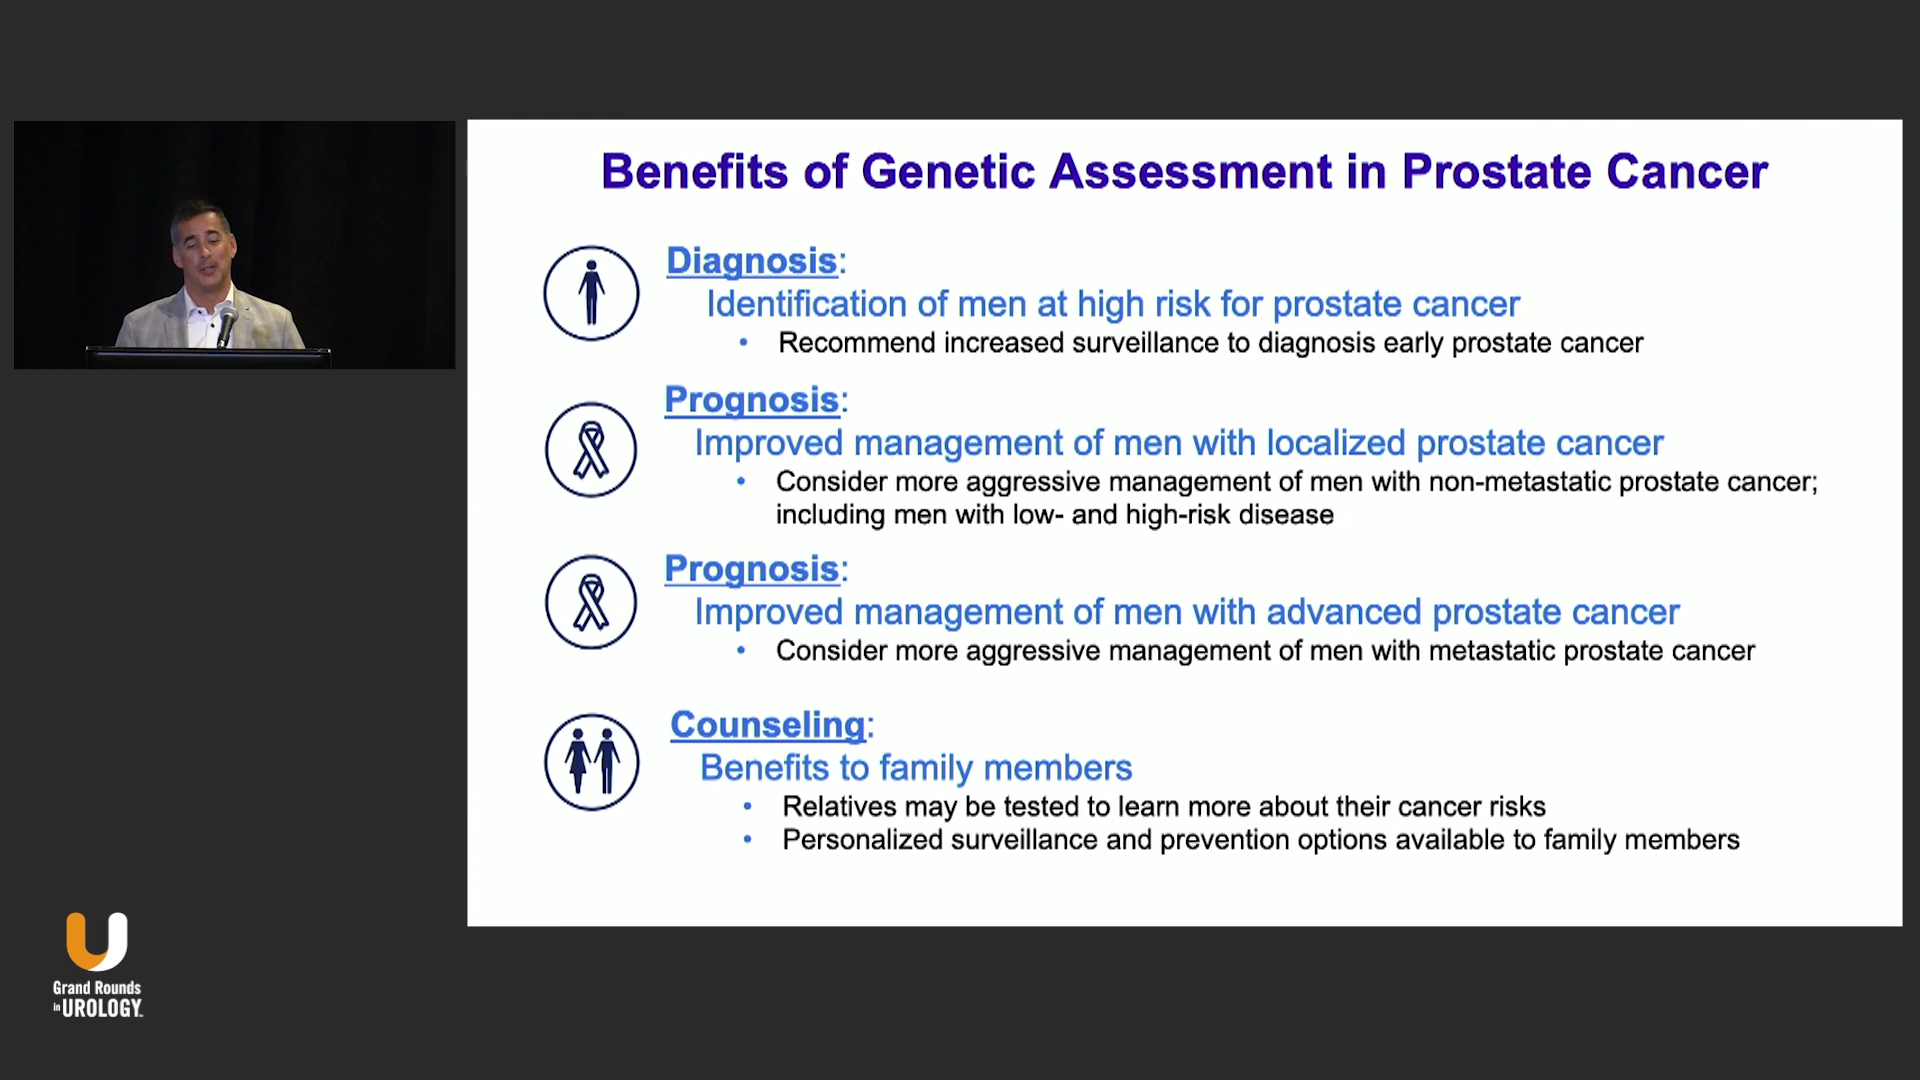 Benefits of Genetic Assessment in Prostate Cancer
Diagnosis:
Identification of men at high risk for prostate cancer
• Recommend increased surveillance to diagnosis early prostate cancer
Prognosis:
Improved management of men with localized prostate cancer
• Consider more aggressive management of men with non-metastatic prostate cancer;
including men with low- and high-risk disease
Prognosis:
Improved management of men with advanced prostate cancer
• Consider more aggressive management of men with metastatic prostate cancer
Counseling:
Benefits to family members
• Relatives may be tested to learn more about their cancer risks
• Personalized surveillance and prevention options available to family members
Grand Rounds
in UROLOGY